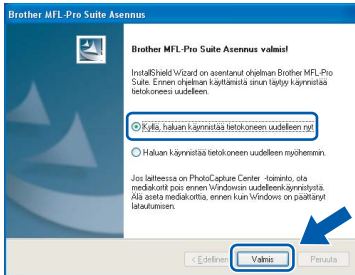 Brother MFL-Pro Suite Asennus
Brother MFL-Pro Suite Asennus valmis!
InstallShield Wizard on asentanut ohjelman Brother MFL-Pro
Suite. Ennen ohjelman käyttämistä sinun täytyy käynnistää
tietokoneesi uudelleen.
Kyllä, haluan käynnistää tietokoneen uudelleen nyt
Haluan käynnistää tietokoneen uudelleen myöhemmin.
Jos laitteessa on PhotoCapture Center -toiminto, ota
mediakortit pois ennen Windowsin uudelleenkäynnistystä.
Älä aseta mediakorttia, ennen kuin Windows on päättänyt
latautumisen.
< Edellinen
Valmis
Peruuta